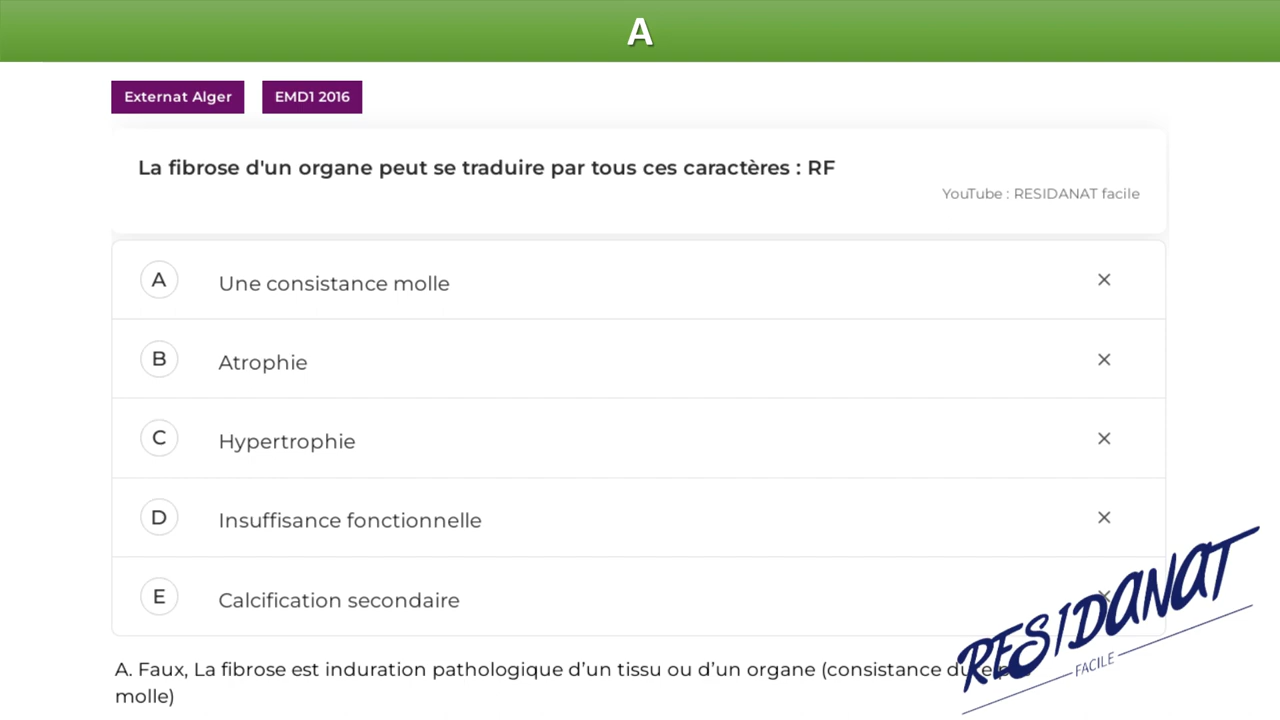 A
Externat Alger EMD1 2016
La fibrose d'un organe peut se traduire par tous ces caractères : RF
YouTube : RESIDANAT facile
A Une consistance molle ×
B Atrophie ×
C Hypertrophie ×
D Insuffisance fonctionnelle ×
E Calcification secondaire ×
A. Faux, La fibrose est induration pathologique d’un tissu ou d’un organe (consistance
molle)
RESIDANAT
FACILE